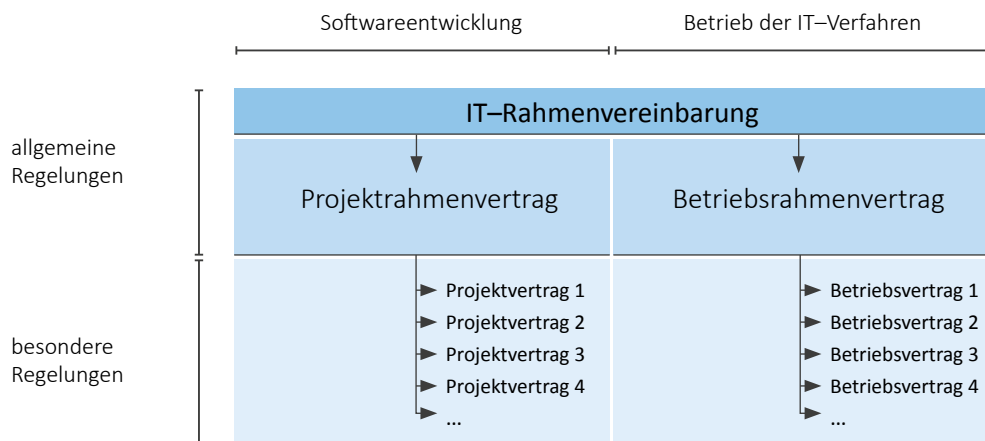 Softwareentwicklung
Betrieb der IT–Verfahren
IT–Rahmenvereinbarung
allgemeine
Regelungen
Projektrahmenvertrag
Betriebsrahmenvertrag
besondere
Regelungen
Projektvertrag 1
Projektvertrag 2
Projektvertrag 3
Projektvertrag 4
...
Betriebsvertrag 1
Betriebsvertrag 2
Betriebsvertrag 3
Betriebsvertrag 4
...